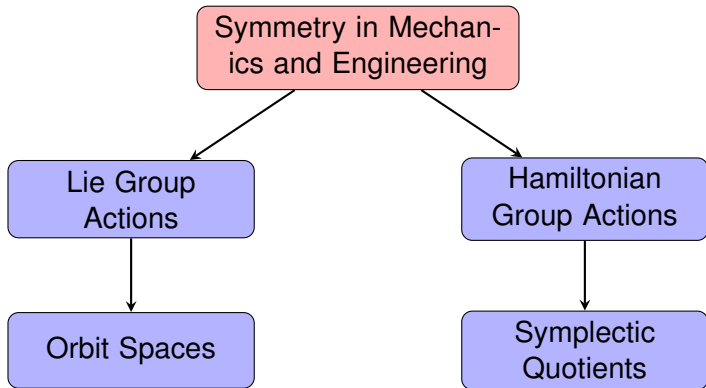 Symmetry in Mechan-
ics and Engineering
Lie Group
Actions
Hamiltonian
Group Actions
Orbit Spaces
Symplectic
Quotients